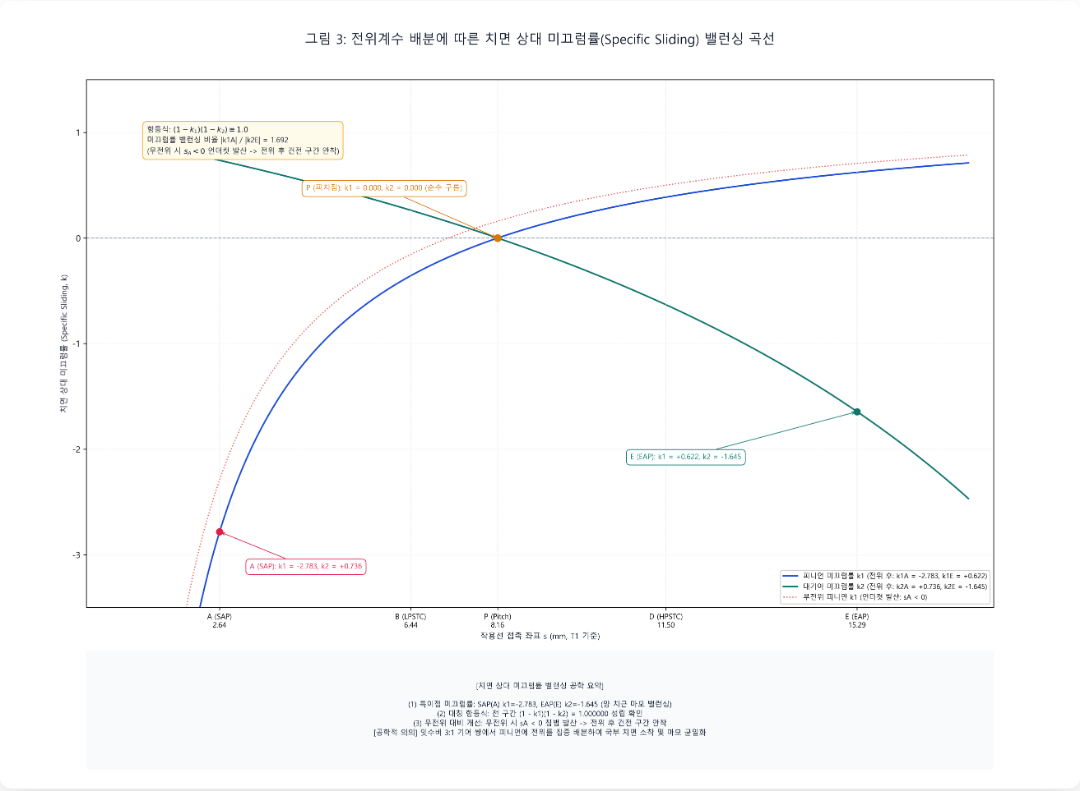 그림 3: 전위계수 배분에 따른 치면 상대 미끄럼률(Specific Sliding) 밸런싱 곡선
항등식: (1 − k₁)(1 − k₂) ≡ 1.0
미끄럼률 밸런싱 비율 |k1A| / |k2E| = 1.692
(무전위 시 sₐ < 0 언더컷 발산 -> 전위 후 건전 구간 안착)
P (피치점): k1 = 0.000, k2 = 0.000 (순수 구름)
E (EAP): k1 = +0.622, k2 = -1.645
A (SAP): k1 = -2.783, k2 = +0.736
치면 상대 미끄럼률 (Specific Sliding, k)
1
0
-1
-2
-3
피니언 미끄럼률 k1 (전위 후: k1A = -2.783, k1E = +0.622)
대기어 미끄럼률 k2 (전위 후: k2A = +0.736, k2E = -1.645)
무전위 피니언 k1 (언더컷 발산: sA < 0)
A (SAP)
2.64
B (LPSTC)
6.44
P (Pitch)
8.16
D (HPSTC)
11.50
E (EAP)
15.29
작용선 접촉 좌표 s (mm, T1 기준)
[치면 상대 미끄럼률 밸런싱 공학 요약]
(1) 특이점 미끄럼률: SAP(A) k1=-2.783, EAP(E) k2=-1.645 (양 치근 마모 밸런싱)
(2) 대칭 항등식: 전 구간 (1 - k1)(1 - k2) = 1.000000 성립 확인
(3) 무전위 대비 개선: 무전위 시 sA < 0 침범 발산 -> 전위 후 건전 구간 안착
[공학적 의의] 잇수비 3:1 기어 쌍에서 피니언에 전위를 집중 배분하여 국부 치면 소착 및 마모 균일화